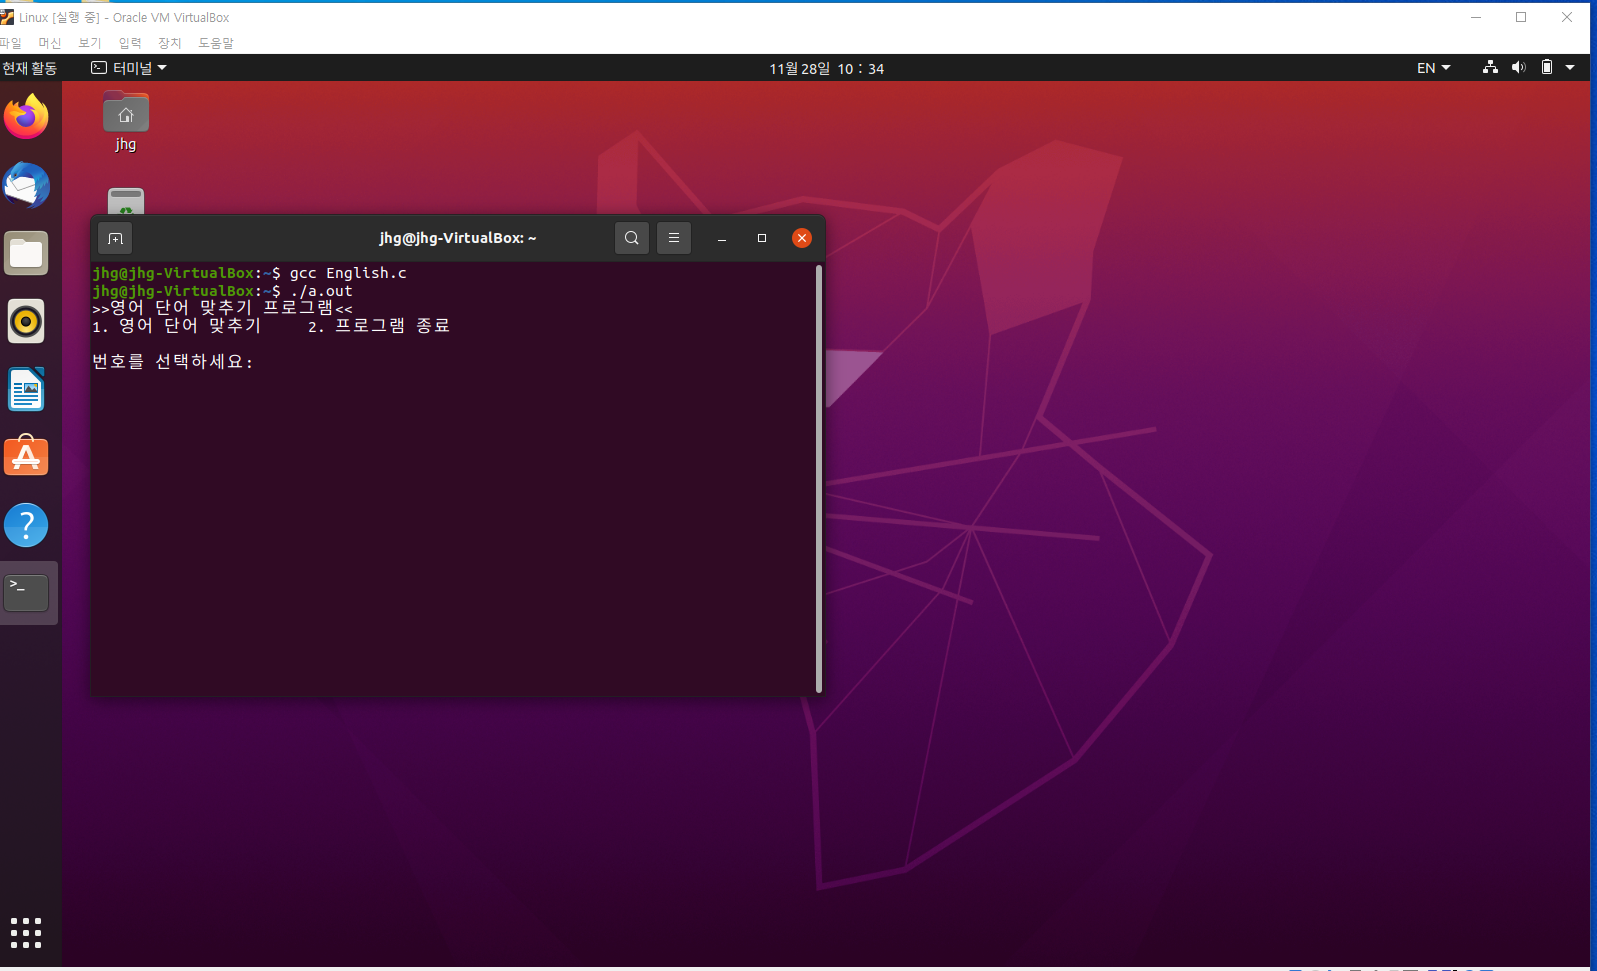 Linux [실행 중] - Oracle VM VirtualBox
파일 머신 보기 입력 장치 도움말
현재 활동 터미널 11월 28일 10 : 34 EN
jhg
jhg@jhg-VirtualBox: ~
jhg@jhg-VirtualBox:~$ gcc English.c
jhg@jhg-VirtualBox:~$ ./a.out
>>영어 단어 맞추기 프로그램<<
1. 영어 단어 맞추기 2. 프로그램 종료
번호를 선택하세요: